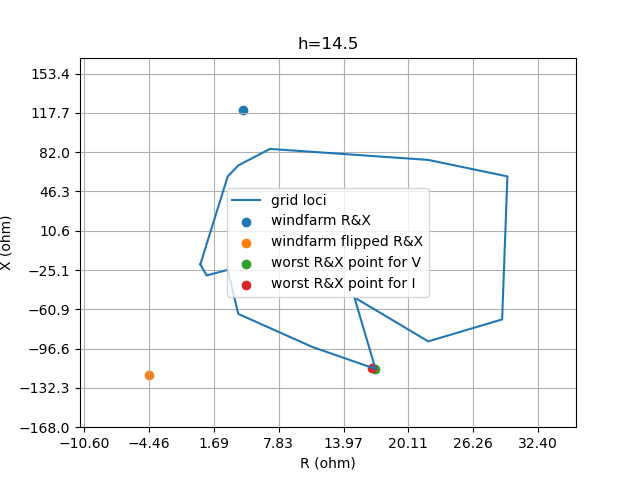 h=14.5
153.4
117.7
82.0
46.3
10.6
−25.1
−60.9
−96.6
−132.3
−168.0
X (ohm)
grid loci
windfarm R&X
windfarm flipped R&X
worst R&X point for V
worst R&X point for I
−10.60 −4.46 1.69 7.83 13.97 20.11 26.26 32.40
R (ohm)